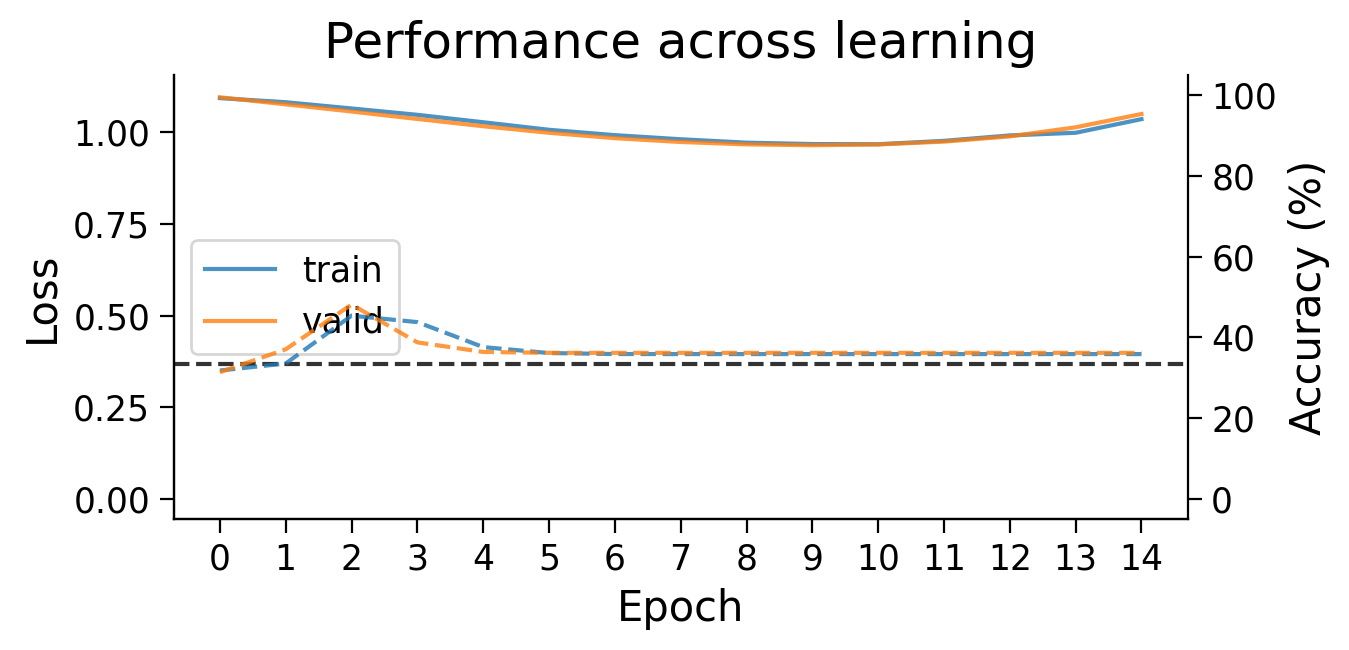 Performance across learning
Loss
1.00
0.75
0.50
0.25
0.00
train
valid
100
80
60
40
20
0
Accuracy (%)
0 1 2 3 4 5 6 7 8 9 10 11 12 13 14
Epoch